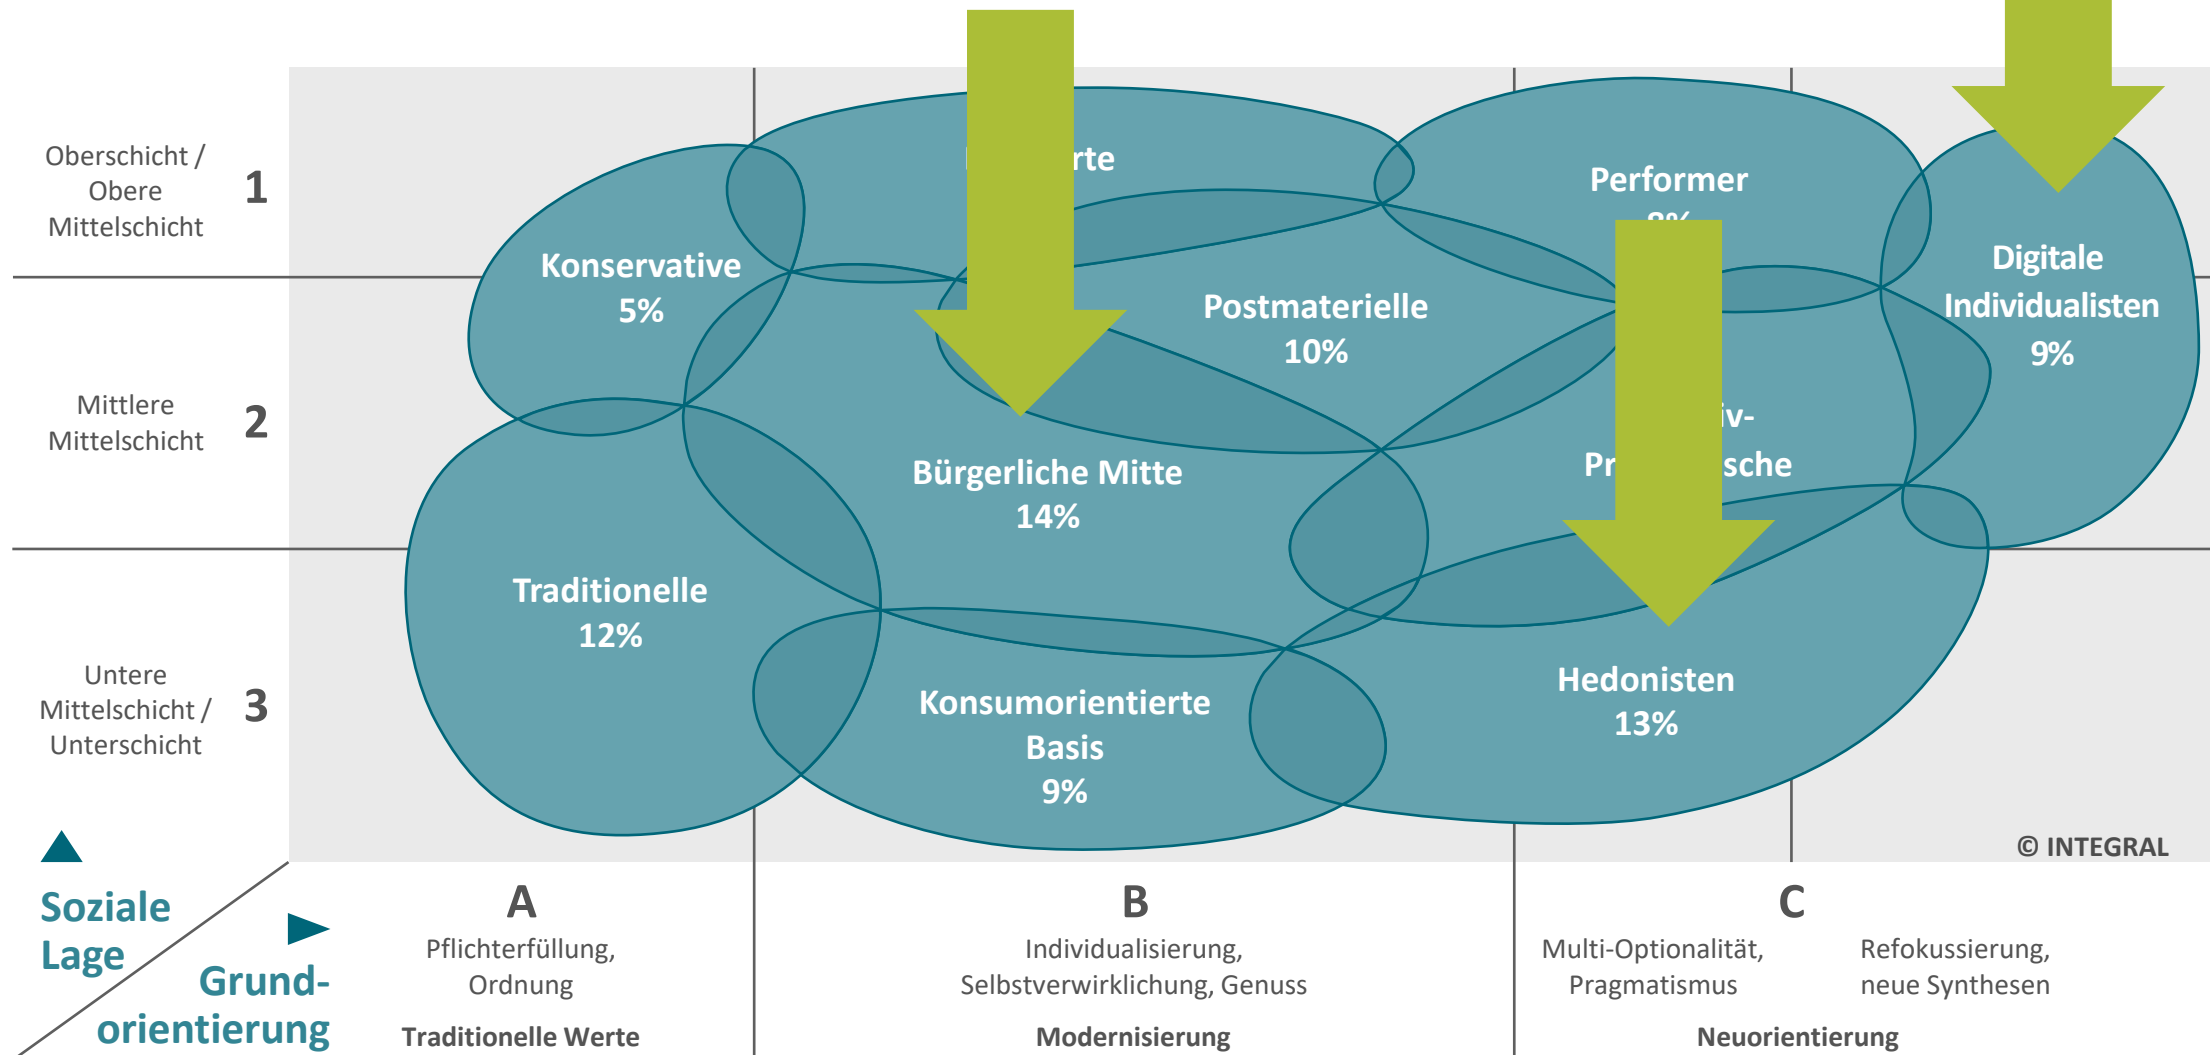 Oberschicht /
Obere
Mittelschicht
1
Mittlere
Mittelschicht
2
Untere
Mittelschicht /
Unterschicht
3
Konservative
5%
Performer
8%
Digitale
Individualisten
9%
Postmaterielle
10%
Bürgerliche Mitte
14%
Traditionelle
12%
Konsumorientierte
Basis
9%
Hedonisten
13%
© INTEGRAL
Soziale
Lage
Grund-
orientierung
A
Pflichterfüllung,
Ordnung
Traditionelle Werte
B
Individualisierung,
Selbstverwirklichung, Genuss
Modernisierung
C
Multi-Optionalität,
Pragmatismus
Refokussierung,
neue Synthesen
Neuorientierung